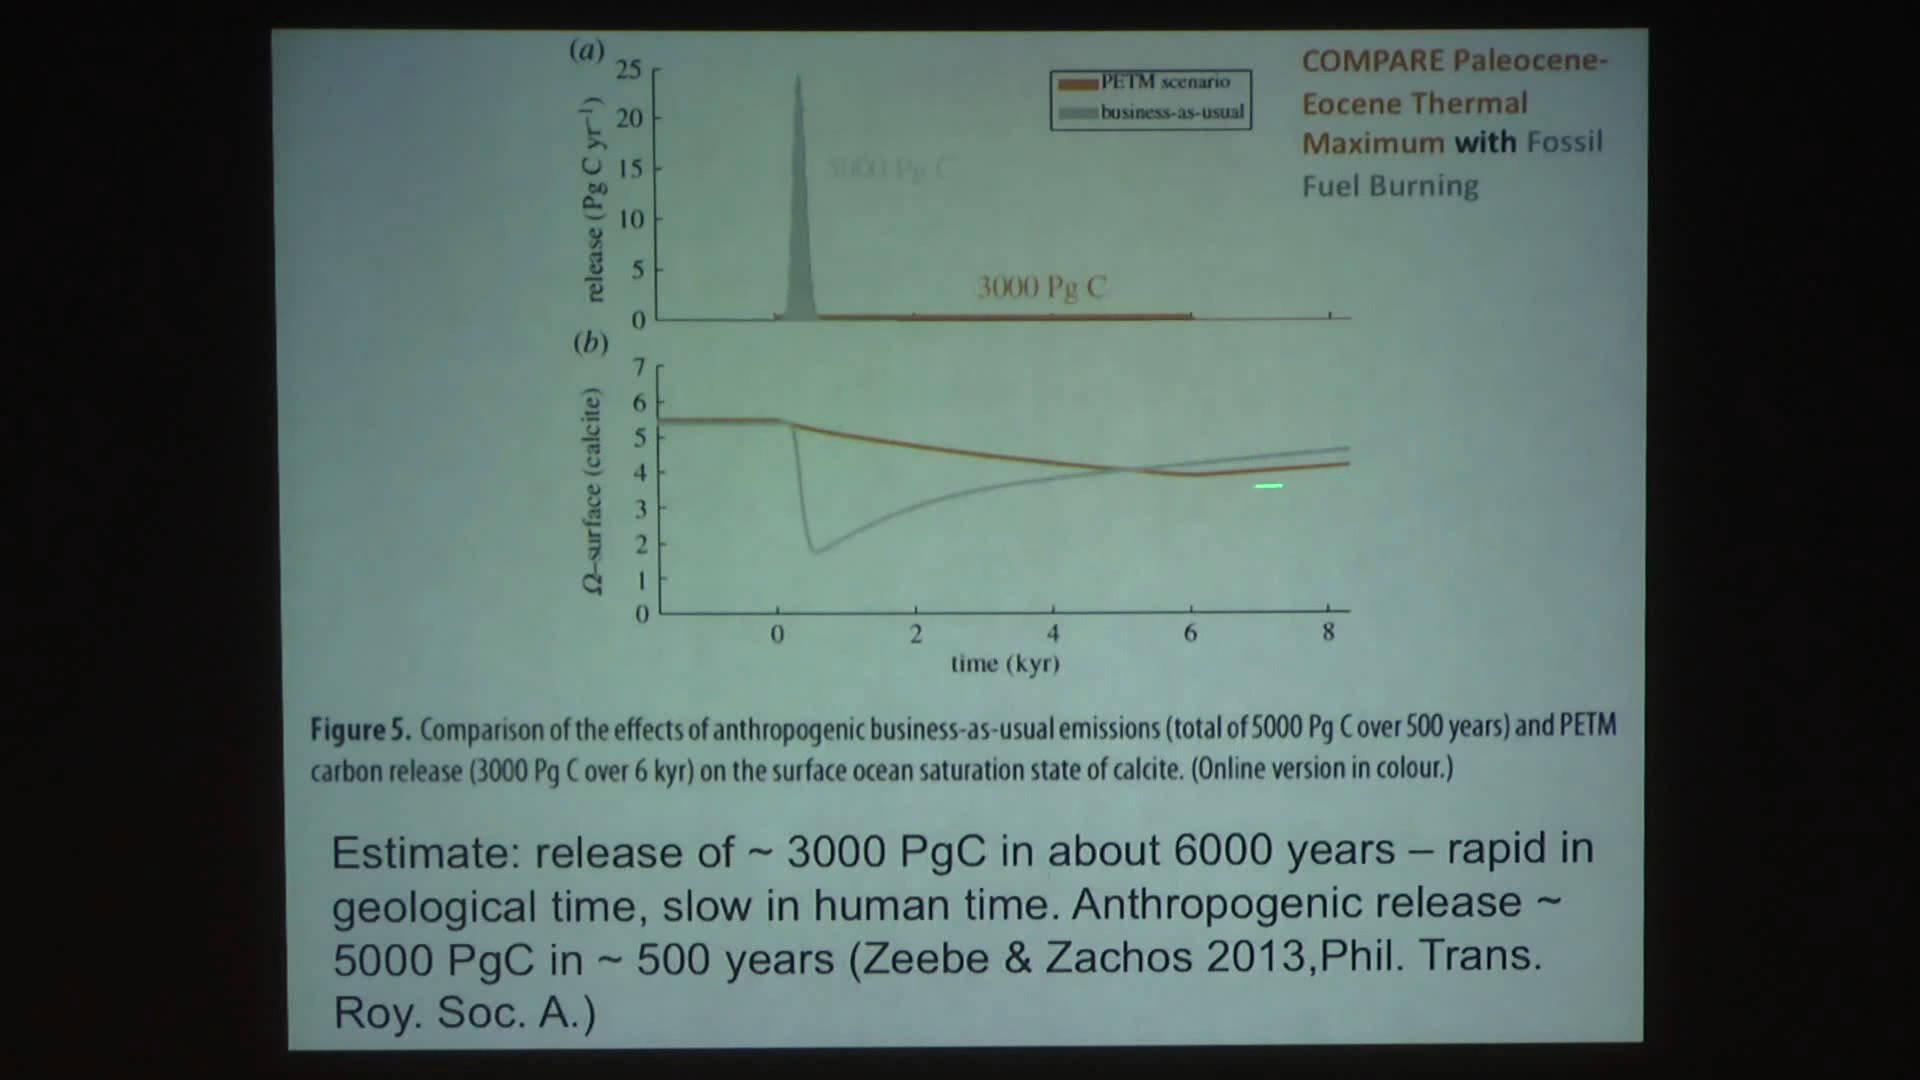 (a)
25
20
15
10
5
0
release (Pg C yr⁻¹)
PETM scenario
business-as-usual
5000 Pg C
3000 Pg C
COMPARE Paleocene-
Eocene Thermal
Maximum with Fossil
Fuel Burning
(b)
7
6
5
4
3
2
1
0
Ω–surface (calcite)
0 2 4 6 8
time (kyr)
Figure 5. Comparison of the effects of anthropogenic business-as-usual emissions (total of 5000 Pg C over 500 years) and PETM
carbon release (3000 Pg C over 6 kyr) on the surface ocean saturation state of calcite. (Online version in colour.)
Estimate: release of ~ 3000 PgC in about 6000 years – rapid in
geological time, slow in human time. Anthropogenic release ~
5000 PgC in ~ 500 years (Zeebe & Zachos 2013,Phil. Trans.
Roy. Soc. A.)